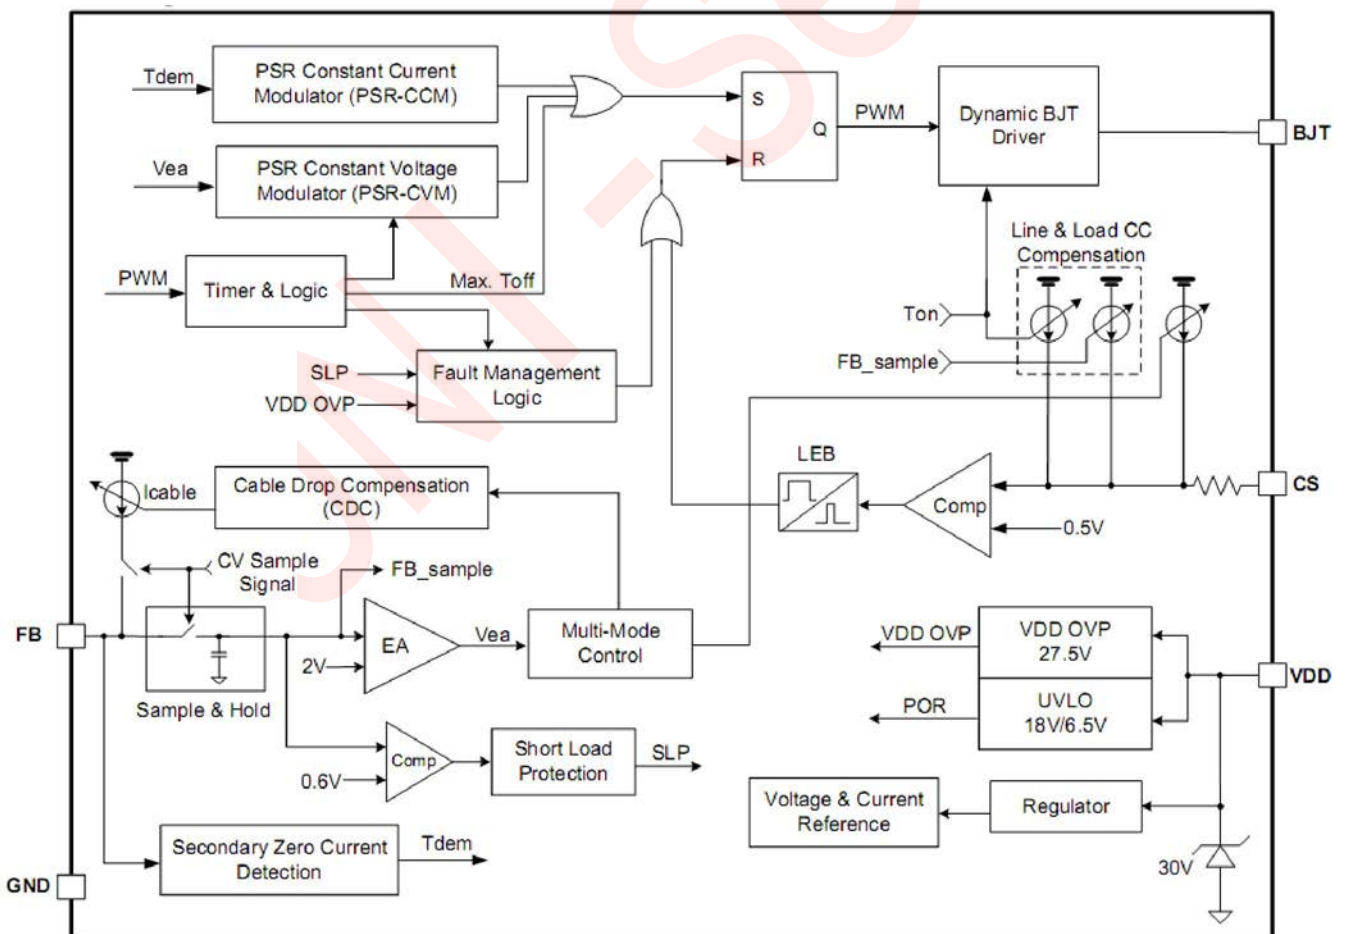 Tdem
PSR Constant Current
Modulator (PSR-CCM)
S
Q
R
PWM
Dynamic BJT
Driver
BJT
Vea
PSR Constant Voltage
Modulator (PSR-CVM)
Line & Load CC
Compensation
PWM
Timer & Logic
Max. Toff
Ton
FB_sample
SLP
VDD OVP
Fault Management
Logic
LEB
Icable
Cable Drop Compensation
(CDC)
Comp
CS
0.5V
CV Sample
Signal
FB_sample
FB
EA
2V
Vea
Multi-Mode
Control
VDD OVP
VDD OVP
27.5V
VDD
POR
UVLO
18V/6.5V
Sample & Hold
Comp
0.6V
Short Load
Protection
SLP
Voltage & Current
Reference
Regulator
Secondary Zero Current
Detection
Tdem
30V
GND